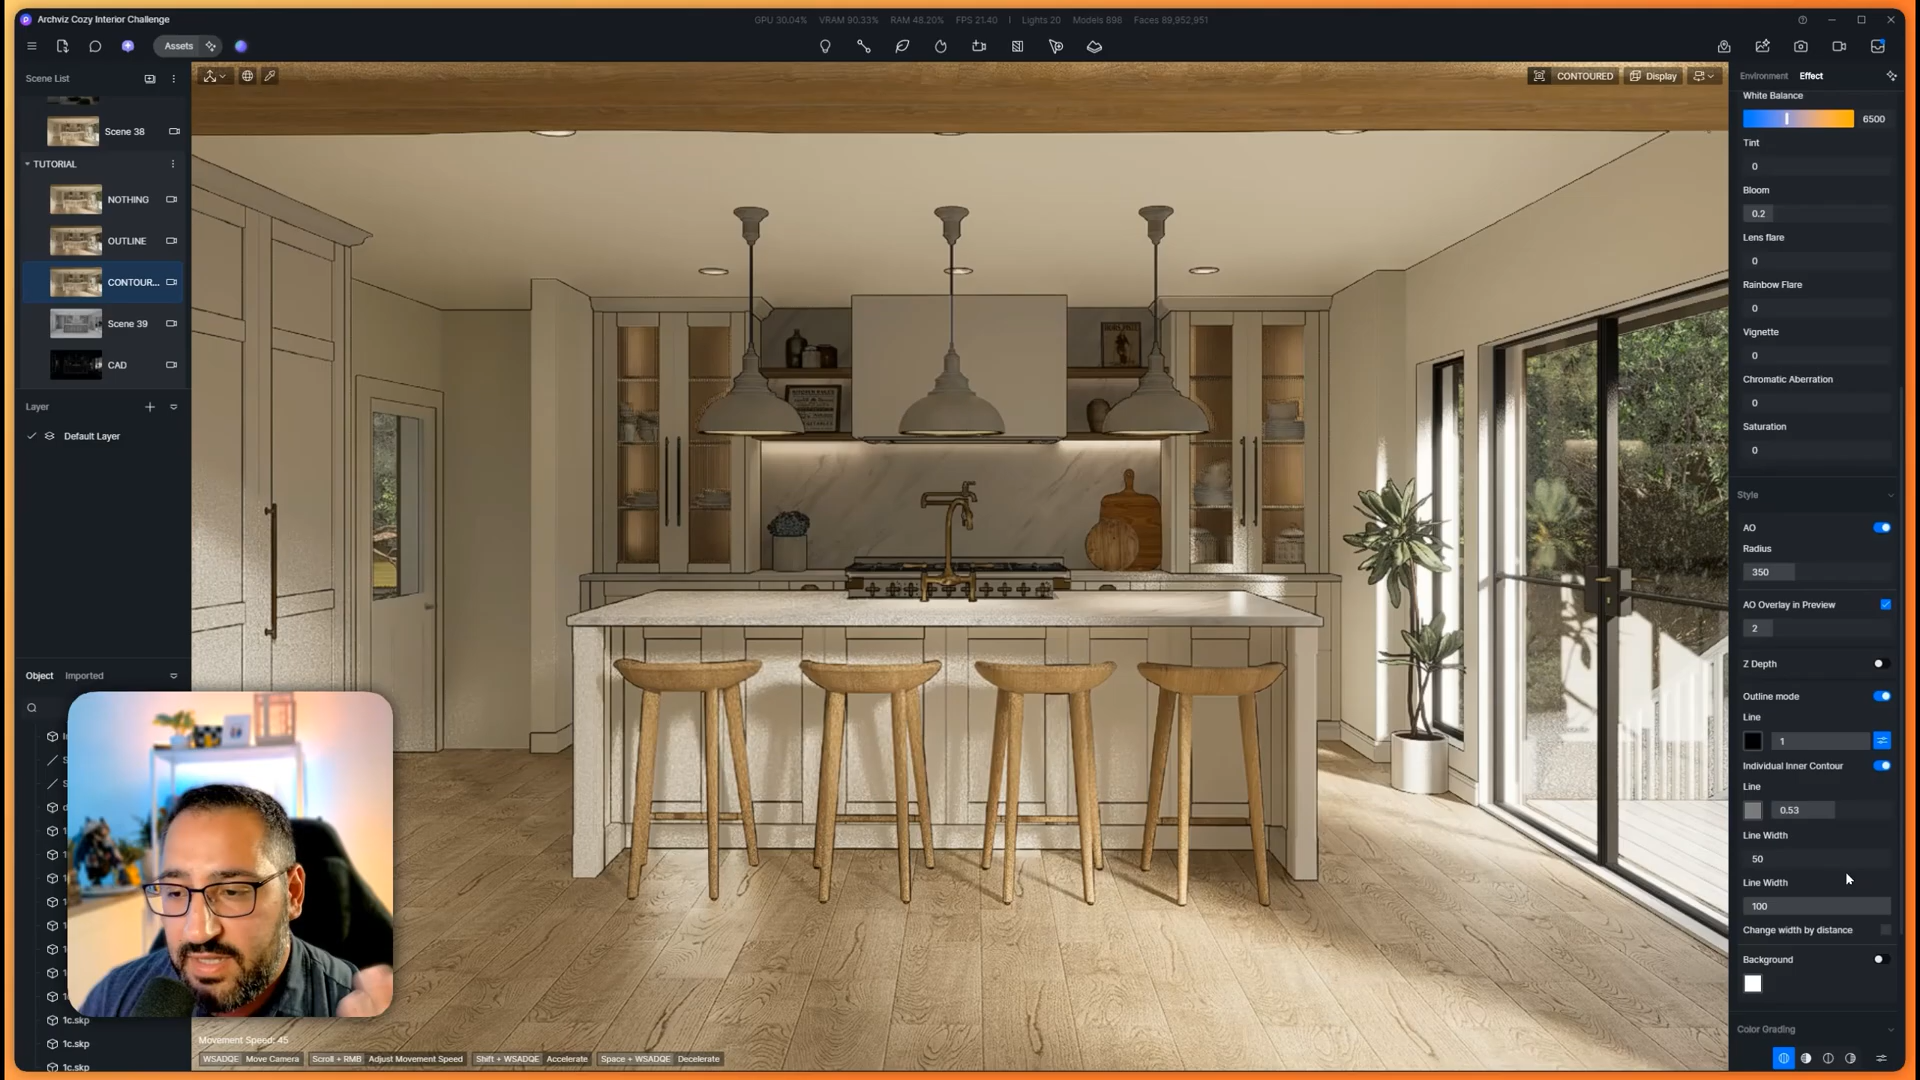 Archviz Cozy Interior Challenge
GPU 30.04% VRAM 90.33% RAM 48.20% FPS 21.40 | Lights 20 Models 898 Faces 89,952,951
Assets
Scene List
Scene 38
TUTORIAL
NOTHING
OUTLINE
CONTOUR...
Scene 39
CAD
Layer
Default Layer
Object Imported
1c.skp
1c.skp
1c.skp
CONTOURED Display
Movement Speed: 45
WSADQE Move Camera Scroll + RMB Adjust Movement Speed Shift + WSADQE Accelerate Space + WSADQE Decelerate
Environment Effect
White Balance
6500
Tint
0
Bloom
0.2
Lens flare
0
Rainbow Flare
0
Vignette
0
Chromatic Aberration
0
Saturation
0
Style
AO
Radius
350
AO Overlay in Preview
2
Z Depth
Outline mode
Line
1
Individual Inner Contour
Line
0.53
Line Width
50
Line Width
100
Change width by distance
Background
Color Grading